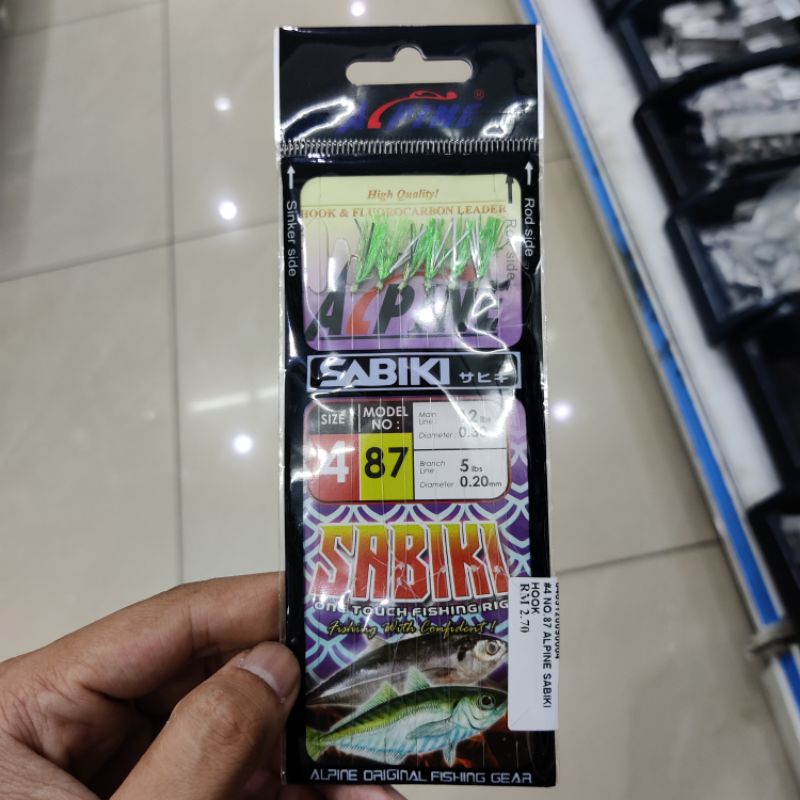 ALPINE®
Sinker side
Rod side
High Quality!
HOOK & FLUOROCARBON LEADER
ALPINE
SABIKI サビキ
SIZE
4
MODEL NO :
87
Main Line :
lbs
Diameter :
Branch Line : 5 lbs
Diameter : 0.20mm
SABIKI
ONE TOUCH FISHING RIG
Fishing With Confident!!
#4 NO.87 ALPINE SABIKI
HOOK
RM 2.70
ALPINE ORIGINAL FISHING GEAR